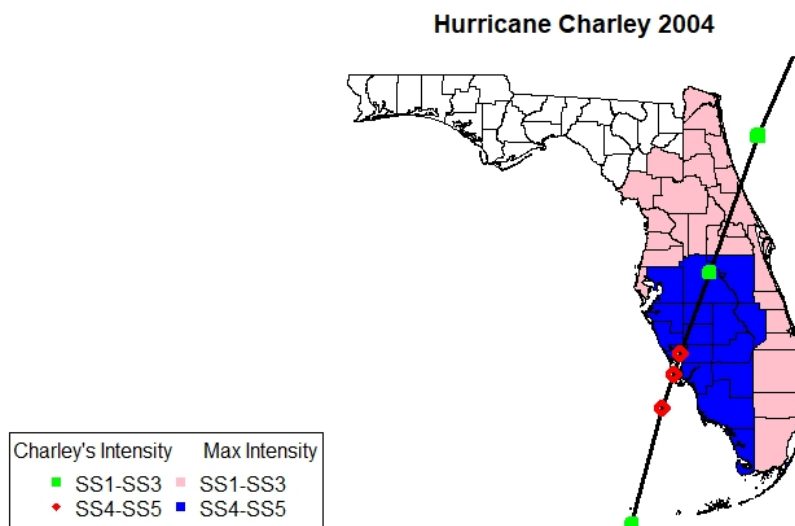 Hurricane Charley 2004
Charley's Intensity Max Intensity
SS1-SS3 SS1-SS3
SS4-SS5 SS4-SS5